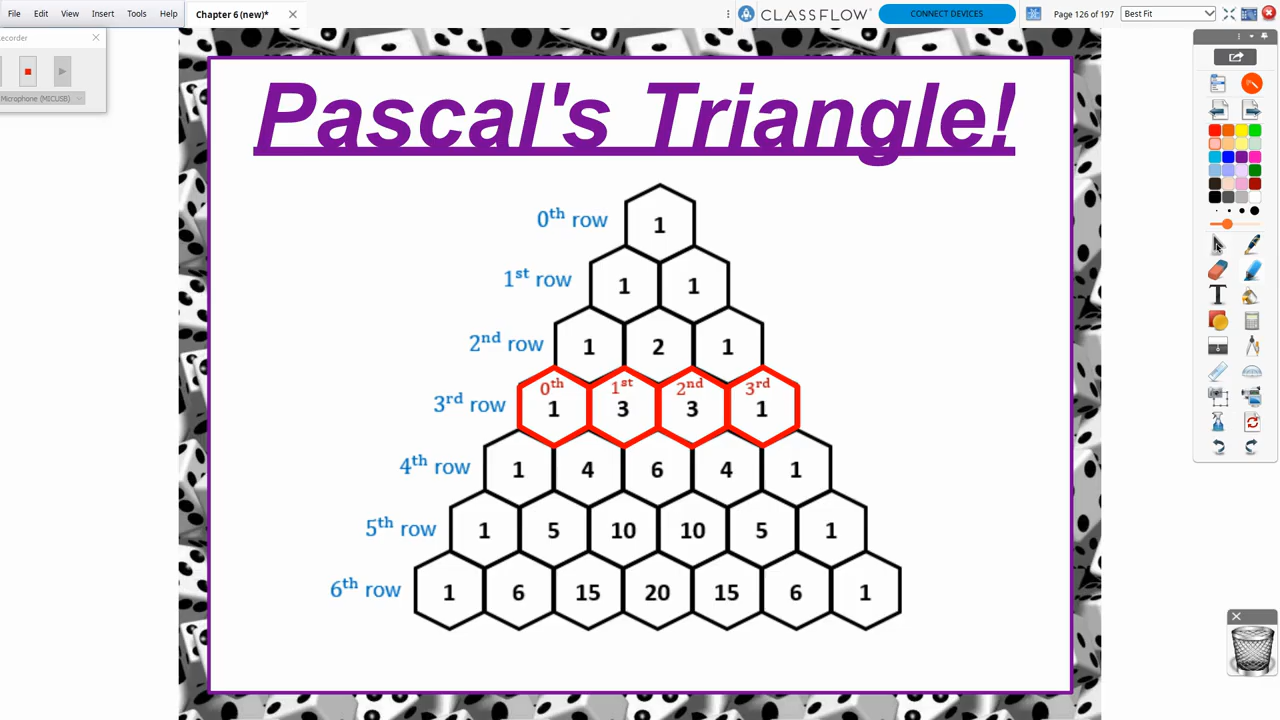 File Edit View Insert Tools Help Chapter 6 (new)* CLASSFLOW CONNECT DEVICES Page 126 of 197 Best Fit
ecorder
Microphone (MICUSB)
Pascal's Triangle!
0th row 1
1st row 1 1
2nd row 1 2 1
0th 1st 2nd 3rd
3rd row 1 3 3 1
4th row 1 4 6 4 1
5th row 1 5 10 10 5 1
6th row 1 6 15 20 15 6 1
T